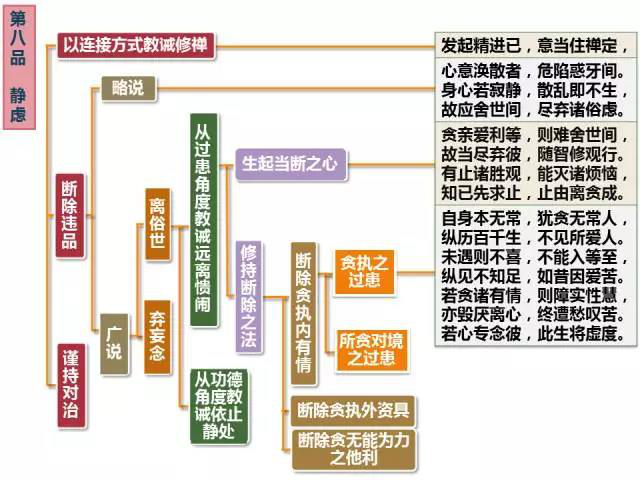 第八品 静虑
以连接方式教诫修禅
断除违品
谨持对治
略说
广说
离俗世
弃妄念
从过患角度教诫远离愦闹
从功德角度教诫依止静处
生起当断之心
修持断除之法
断除贪执内有情
断除贪执外资具
断除贪无能为力之他利
贪执之过患
所贪对境之过患
发起精进已，意当住禅定，
心意涣散者，危陷惑牙间。
身心若寂静，散乱即不生，
故应舍世间，尽弃诸俗虑。
贪亲爱利等，则难舍世间，
故当尽弃彼，随智修观行。
有止诸胜观，能灭诸烦恼，
知已先求止，止由离贪成。
自身本无常，犹贪无常人，
纵历百千生，不见所爱人。
未遇则不喜，不能入等至，
纵见不知足，如昔因爱苦。
若贪诸有情，则障实性慧，
亦毁厌离心，终遭愁叹苦。
若心专念彼，此生将虚度。